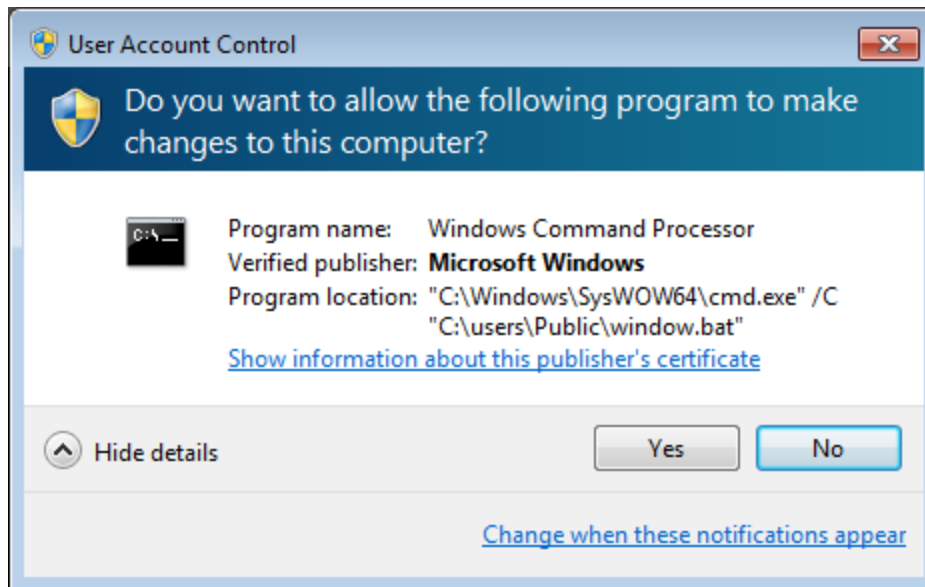 User Account Control
Do you want to allow the following program to make
changes to this computer?
C:\
Program name: Windows Command Processor
Verified publisher: Microsoft Windows
Program location: "C:\Windows\SysWOW64\cmd.exe" /C
"C:\users\Public\window.bat"
Show information about this publisher's certificate
Hide details
Yes
No
Change when these notifications appear